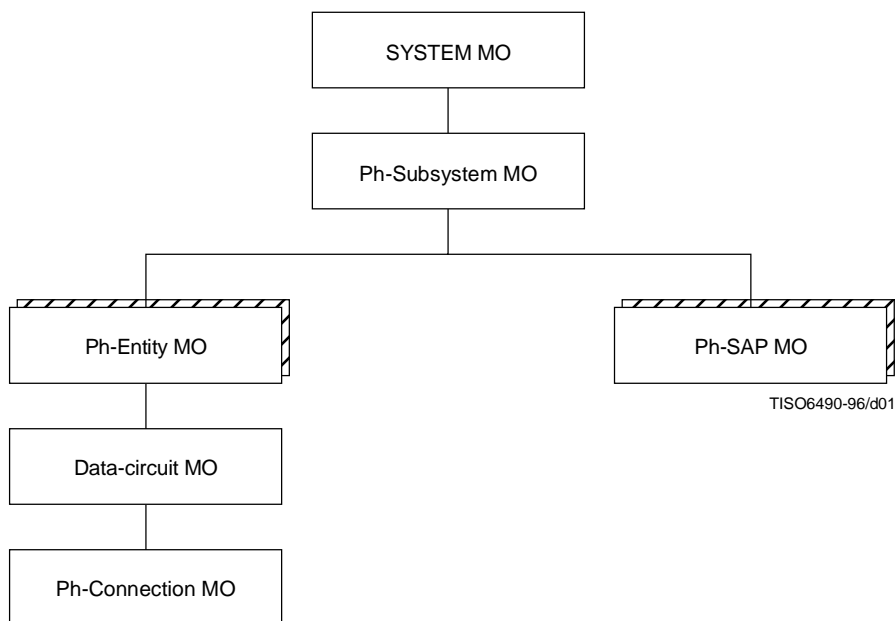 SYSTEM MO
Ph-Subsystem MO
Ph-Entity MO
Ph-SAP MO
TISO6490-96/d01
Data-circuit MO
Ph-Connection MO